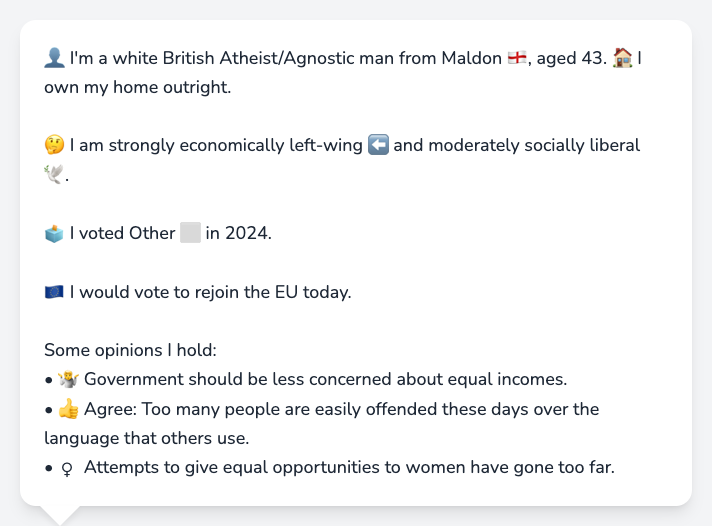 👤 I'm a white British Atheist/Agnostic man from Maldon 🏴󠁧󠁢󠁥󠁮󠁧󠁿, aged 43. 🏠 I
own my home outright.
🤔 I am strongly economically left-wing ⬅️ and moderately socially liberal
🕊️.
🗳️ I voted Other ⬜ in 2024.
🇪🇺 I would vote to rejoin the EU today.
Some opinions I hold:
• 🤷 Government should be less concerned about equal incomes.
• 👍 Agree: Too many people are easily offended these days over the
language that others use.
• ♀ Attempts to give equal opportunities to women have gone too far.